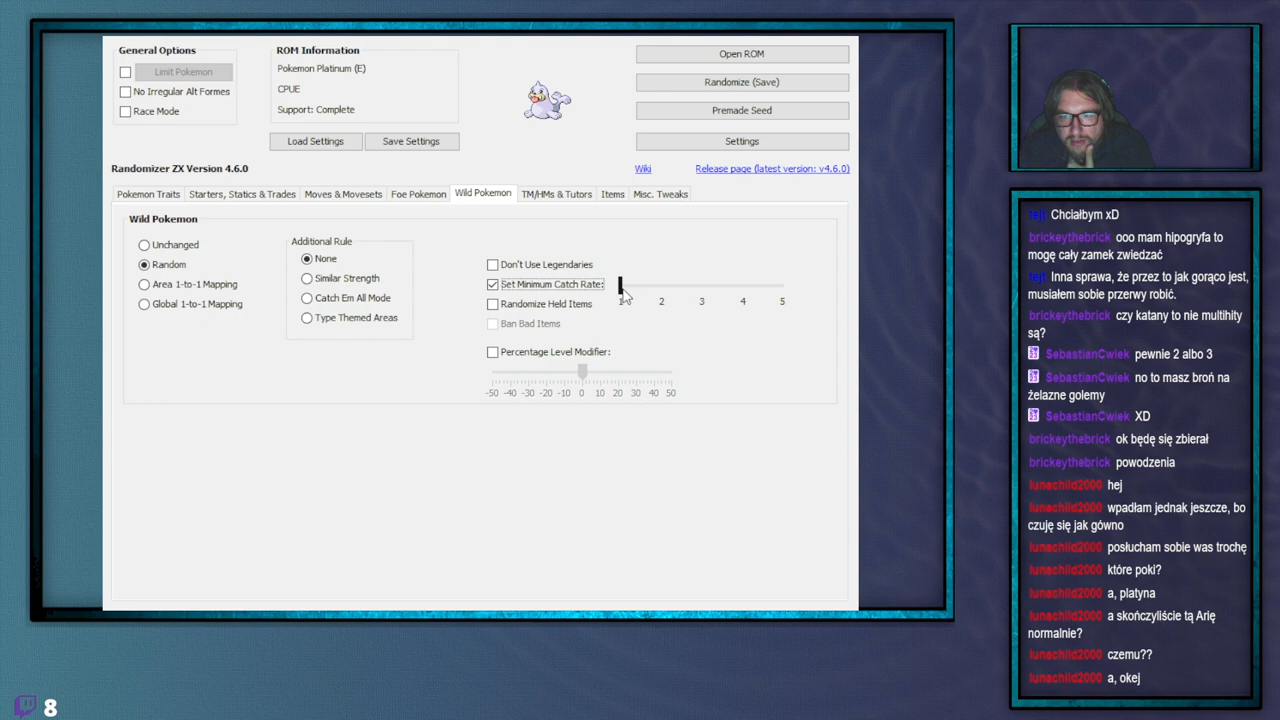 General Options
Limit Pokemon
No Irregular Alt Formes
Race Mode
ROM Information
Pokemon Platinum (E)
CPUE
Support: Complete
Load Settings
Save Settings
Open ROM
Randomize (Save)
Premade Seed
Settings
Randomizer ZX Version 4.6.0
Wiki
Release page (latest version: v4.6.0)
Pokemon Traits
Starters, Statics & Trades
Moves & Movesets
Foe Pokemon
Wild Pokemon
TM/HMs & Tutors
Items
Misc. Tweaks
Wild Pokemon
Unchanged
Random
Area 1-to-1 Mapping
Global 1-to-1 Mapping
Additional Rule
None
Similar Strength
Catch Em All Mode
Type Themed Areas
Don't Use Legendaries
Set Minimum Catch Rate:
1 2 3 4 5
Randomize Held Items
Ban Bad Items
Percentage Level Modifier:
-50 -40 -30 -20 -10 0 10 20 30 40 50
tejt Chciałbym xD
brickeythebrick ooo mam hipogryfa to
mogę cały zamek zwiedzać
tejt Inna sprawa, że przez to jak gorąco jest,
musiałem sobie przerwy robić.
brickeythebrick czy katany to nie multihity
są?
SebastianCwiek pewnie 2 albo 3
SebastianCwiek no to masz broń na
żelazne golemy
SebastianCwiek XD
brickeythebrick ok będę się zbierał
brickeythebrick powodzenia
lunachild2000 hej
lunachild2000 wpadłam jednak jeszcze, bo
czuję się jak gówno
lunachild2000 posłucham sobie was trochę
lunachild2000 które poki?
lunachild2000 a, platyna
lunachild2000 a skończyliście tą Arię
normalnie?
lunachild2000 czemu??
lunachild2000 a, okej
8